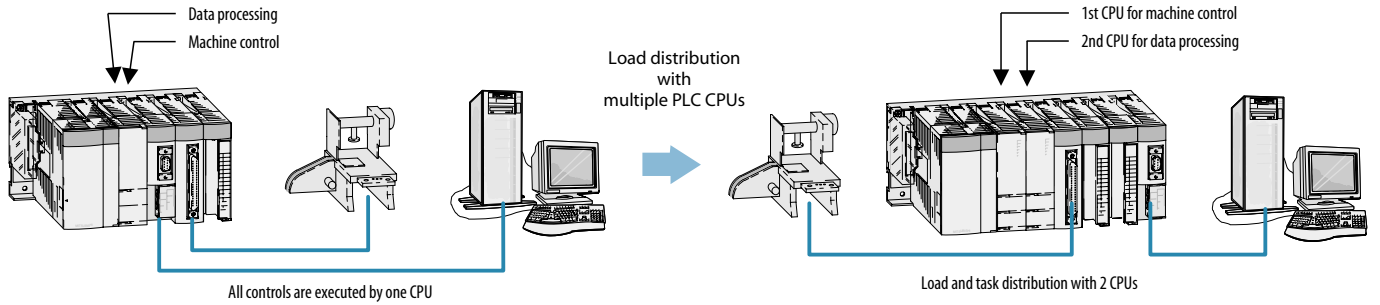 Data processing
Machine control
All controls are executed by one CPU
Load distribution
with
multiple PLC CPUs
1st CPU for machine control
2nd CPU for data processing
Load and task distribution with 2 CPUs